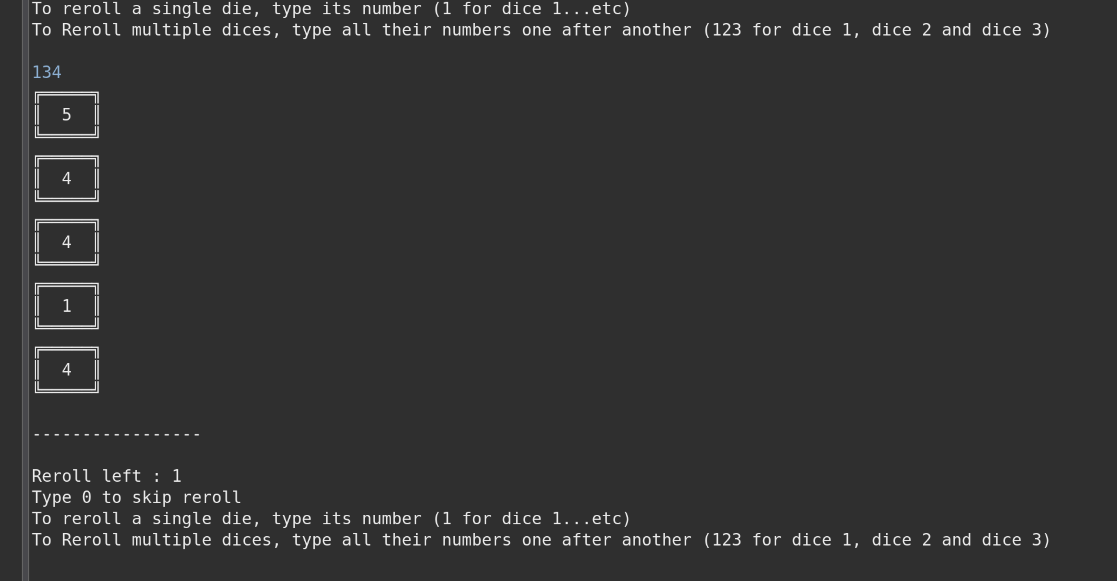 To reroll a single die, type its number (1 for dice 1...etc)
To Reroll multiple dices, type all their numbers one after another (123 for dice 1, dice 2 and dice 3)
134
5
4
4
1
4
-----------------
Reroll left : 1
Type 0 to skip reroll
To reroll a single die, type its number (1 for dice 1...etc)
To Reroll multiple dices, type all their numbers one after another (123 for dice 1, dice 2 and dice 3)